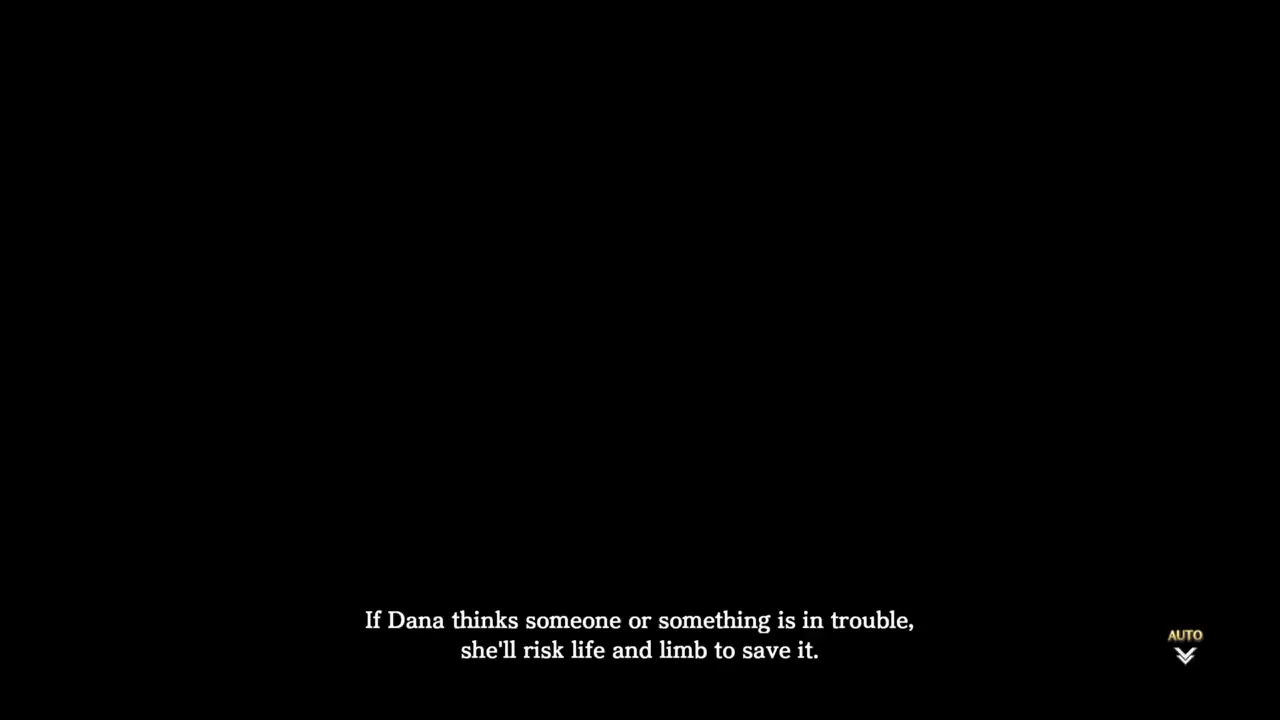 If Dana thinks someone or something is in trouble,
she'll risk life and limb to save it.
AUTO